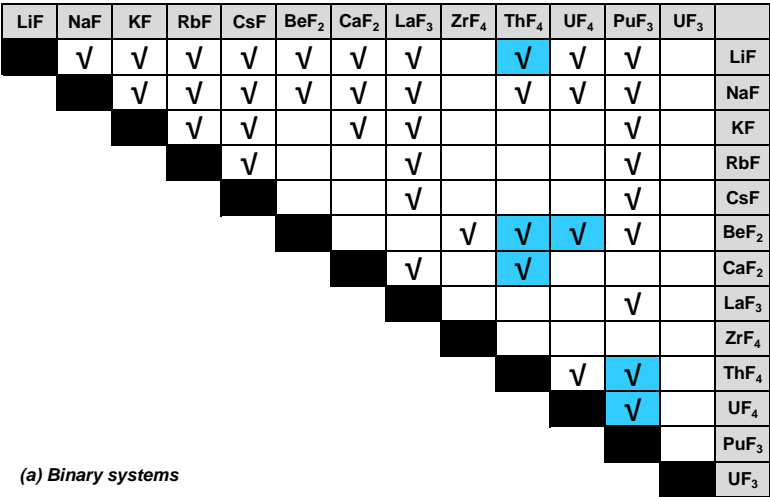 LiF NaF KF RbF CsF BeF₂ CaF₂ LaF₃ ZrF₄ ThF₄ UF₄ PuF₃ UF₃
√ √ √ √ √ √ √ √ √ √ LiF
√ √ √ √ √ √ √ √ √ NaF
√ √ √ √ √ KF
√ √ √ RbF
√ √ CsF
√ √ √ √ BeF₂
√ √ CaF₂
√ LaF₃
ZrF₄
√ √ ThF₄
√ UF₄
PuF₃
(a) Binary systems UF₃